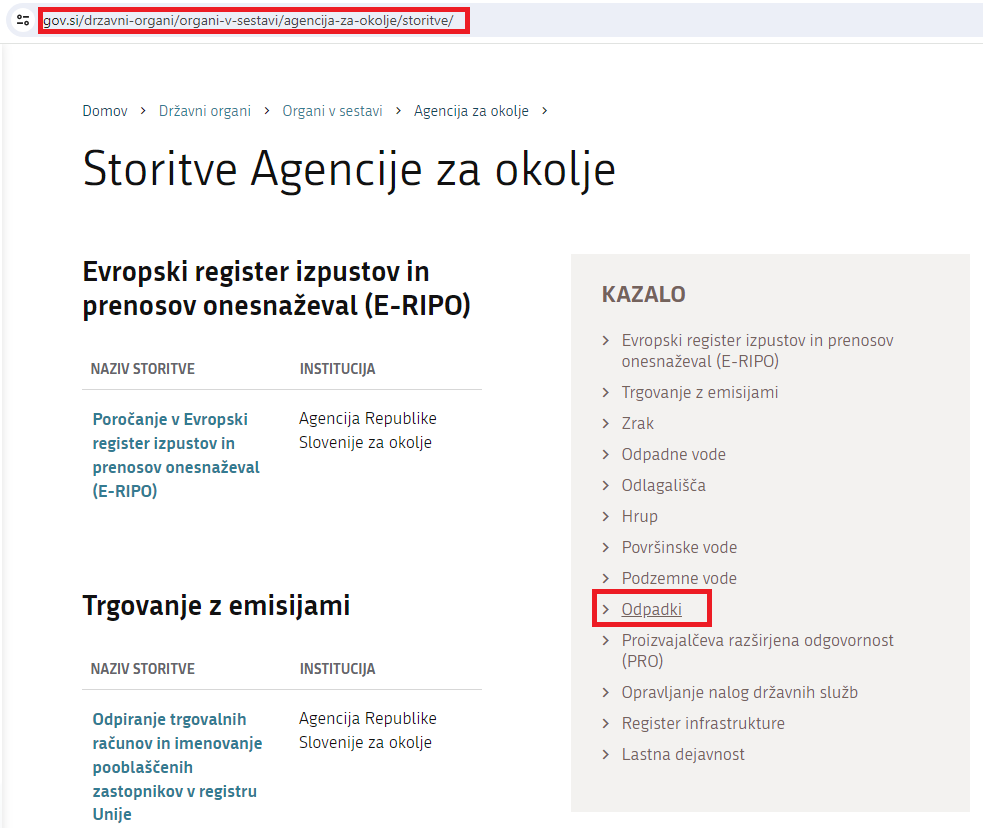 gov.si/drzavni-organi/organi-v-sestavi/agencija-za-okolje/storitve/
Domov > Državni organi > Organi v sestavi > Agencija za okolje >
Storitve Agencije za okolje
Evropski register izpustov in
prenosov onesnaževal (E-RIPO)
NAZIV STORITVE INSTITUCIJA
Poročanje v Evropski
register izpustov in
prenosov onesnaževal
(E-RIPO)
Agencija Republike
Slovenije za okolje
Trgovanje z emisijami
NAZIV STORITVE INSTITUCIJA
Odpiranje trgovalnih
računov in imenovanje
pooblaščenih
zastopnikov v registru
Unije
Agencija Republike
Slovenije za okolje
KAZALO
> Evropski register izpustov in prenosov
onesnaževal (E-RIPO)
> Trgovanje z emisijami
> Zrak
> Odpadne vode
> Odlagališča
> Hrup
> Površinske vode
> Podzemne vode
> Odpadki
> Proizvajalčeva razširjena odgovornost
(PRO)
> Opravljanje nalog državnih služb
> Register infrastrukture
> Lastna dejavnost